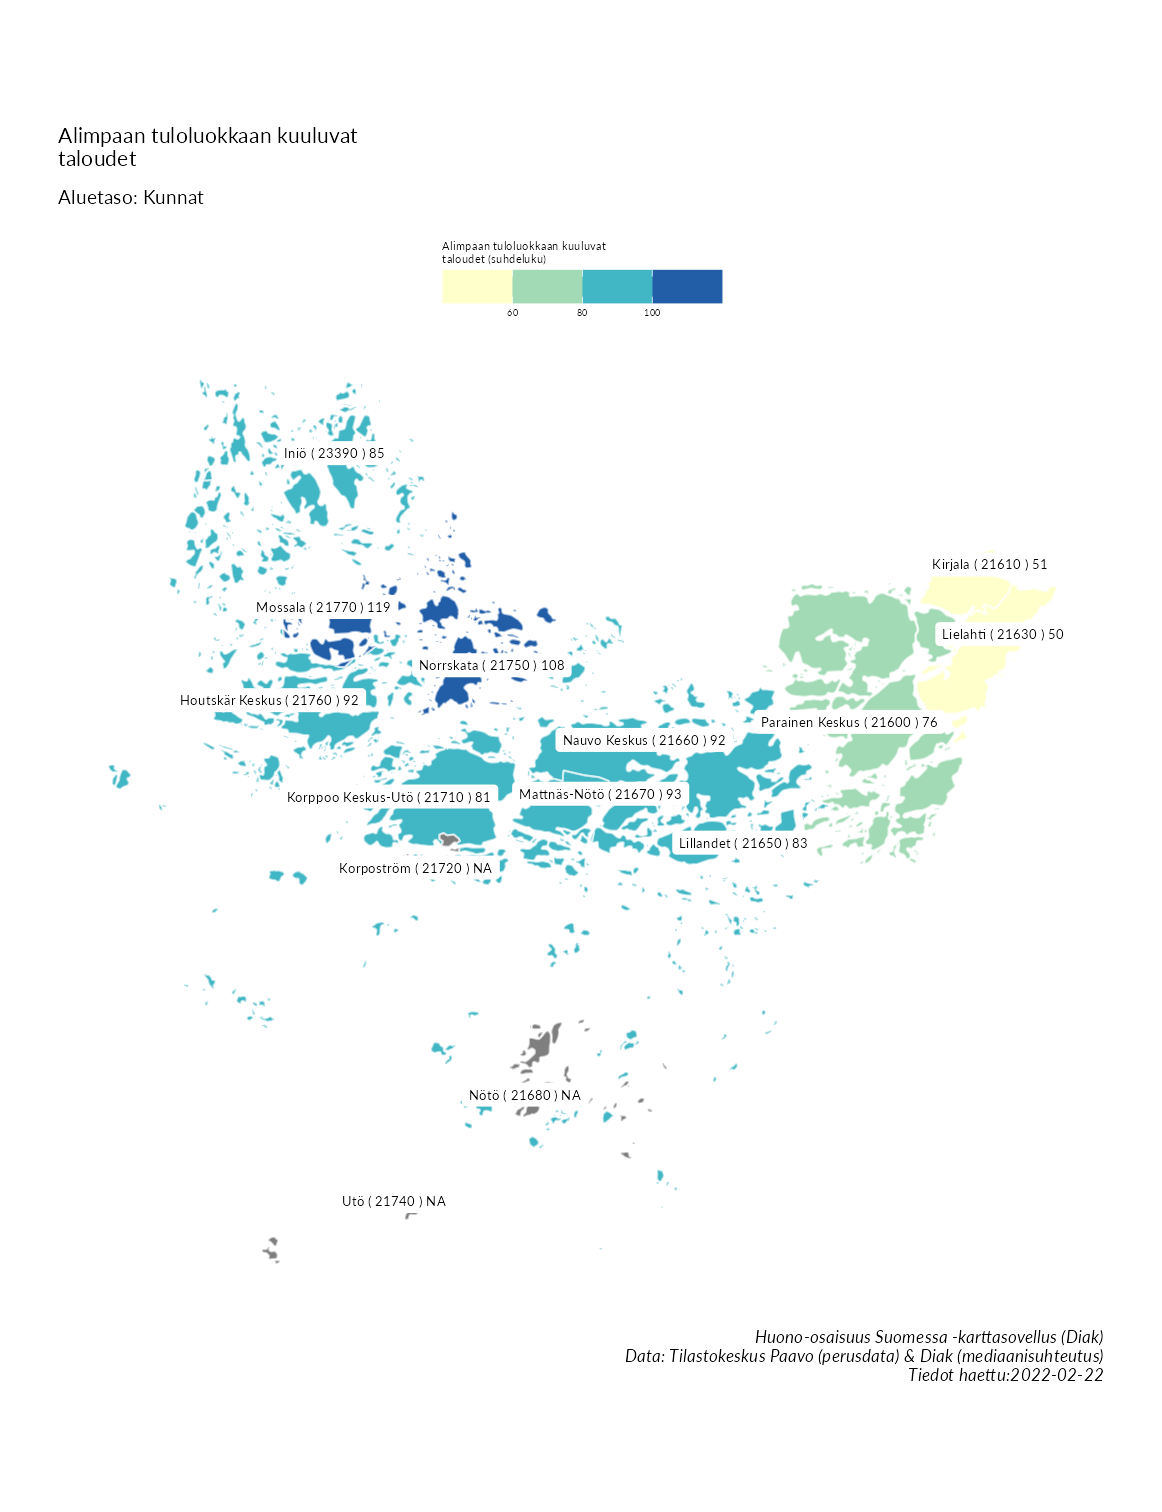 Alimpaan tuloluokkaan kuuluvat
taloudet
Aluetaso: Kunnat
Alimpaan tuloluokkaan kuuluvat
taloudet (suhdeluku)
60 80 100
Iniö ( 23390 ) 85
Kirjala ( 21610 ) 51
Mossala ( 21770 ) 119
Lielahti ( 21630 ) 50
Norrskata ( 21750 ) 108
Houtskär Keskus ( 21760 ) 92
Parainen Keskus ( 21600 ) 76
Nauvo Keskus ( 21660 ) 92
Korppoo Keskus-Utö ( 21710 ) 81
Mattnäs-Nötö ( 21670 ) 93
Lillandet ( 21650 ) 83
Korpoström ( 21720 ) NA
Nötö ( 21680 ) NA
Utö ( 21740 ) NA
Huono-osaisuus Suomessa -karttasovellus (Diak)
Data: Tilastokeskus Paavo (perusdata) & Diak (mediaanisuhteutus)
Tiedot haettu:2022-02-22